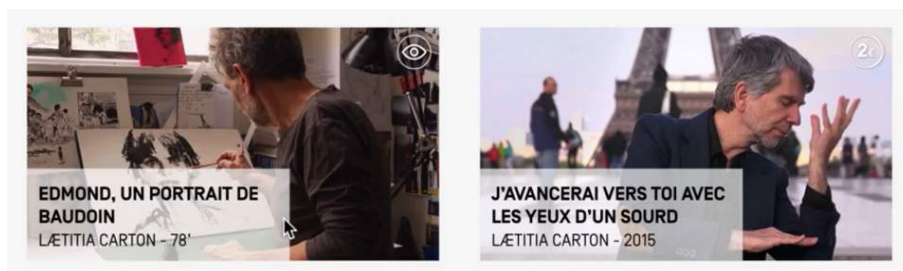 2€
EDMOND, UN PORTRAIT DE
BAUDOIN
LÆTITIA CARTON - 78'
J'AVANCERAI VERS TOI AVEC
LES YEUX D'UN SOURD
LÆTITIA CARTON - 2015